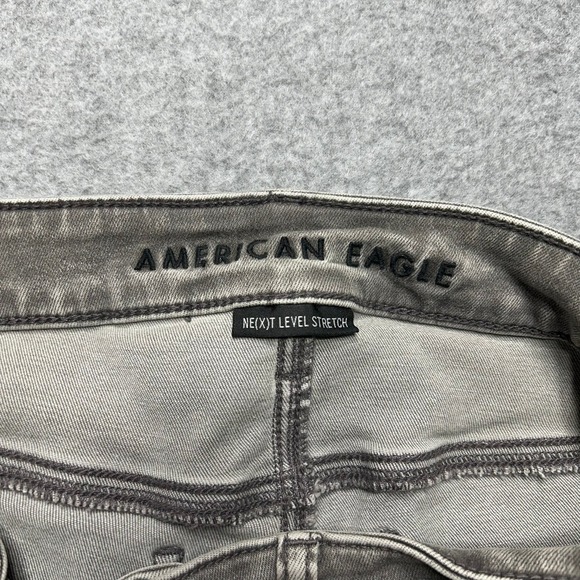 AMERICAN EAGLE
NE(X)T LEVEL STRETCH